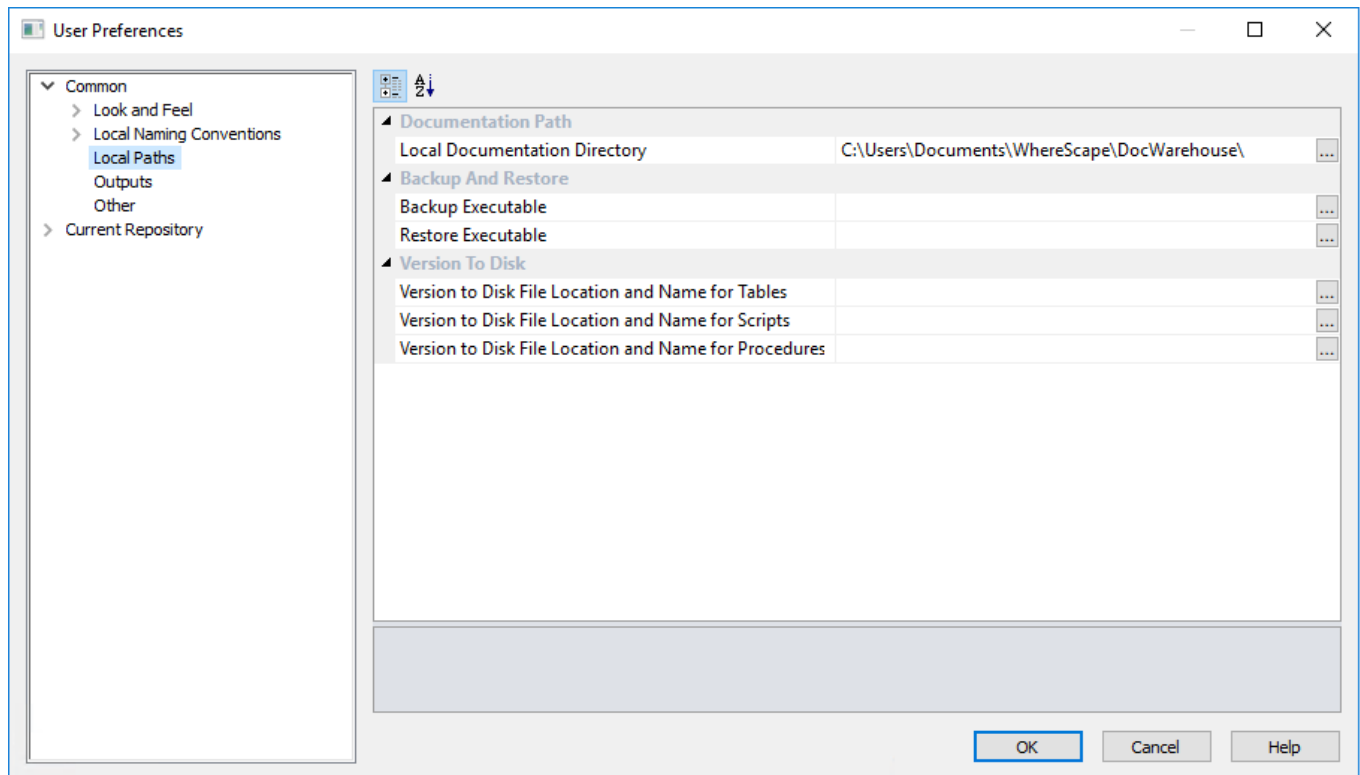 User Preferences
Common
Look and Feel
Local Naming Conventions
Local Paths
Outputs
Other
Current Repository
Documentation Path
Local Documentation Directory C:\Users\Documents\WhereScape\DocWarehouse\ ...
Backup And Restore
Backup Executable ...
Restore Executable ...
Version To Disk
Version to Disk File Location and Name for Tables ...
Version to Disk File Location and Name for Scripts ...
Version to Disk File Location and Name for Procedures ...
OK Cancel Help